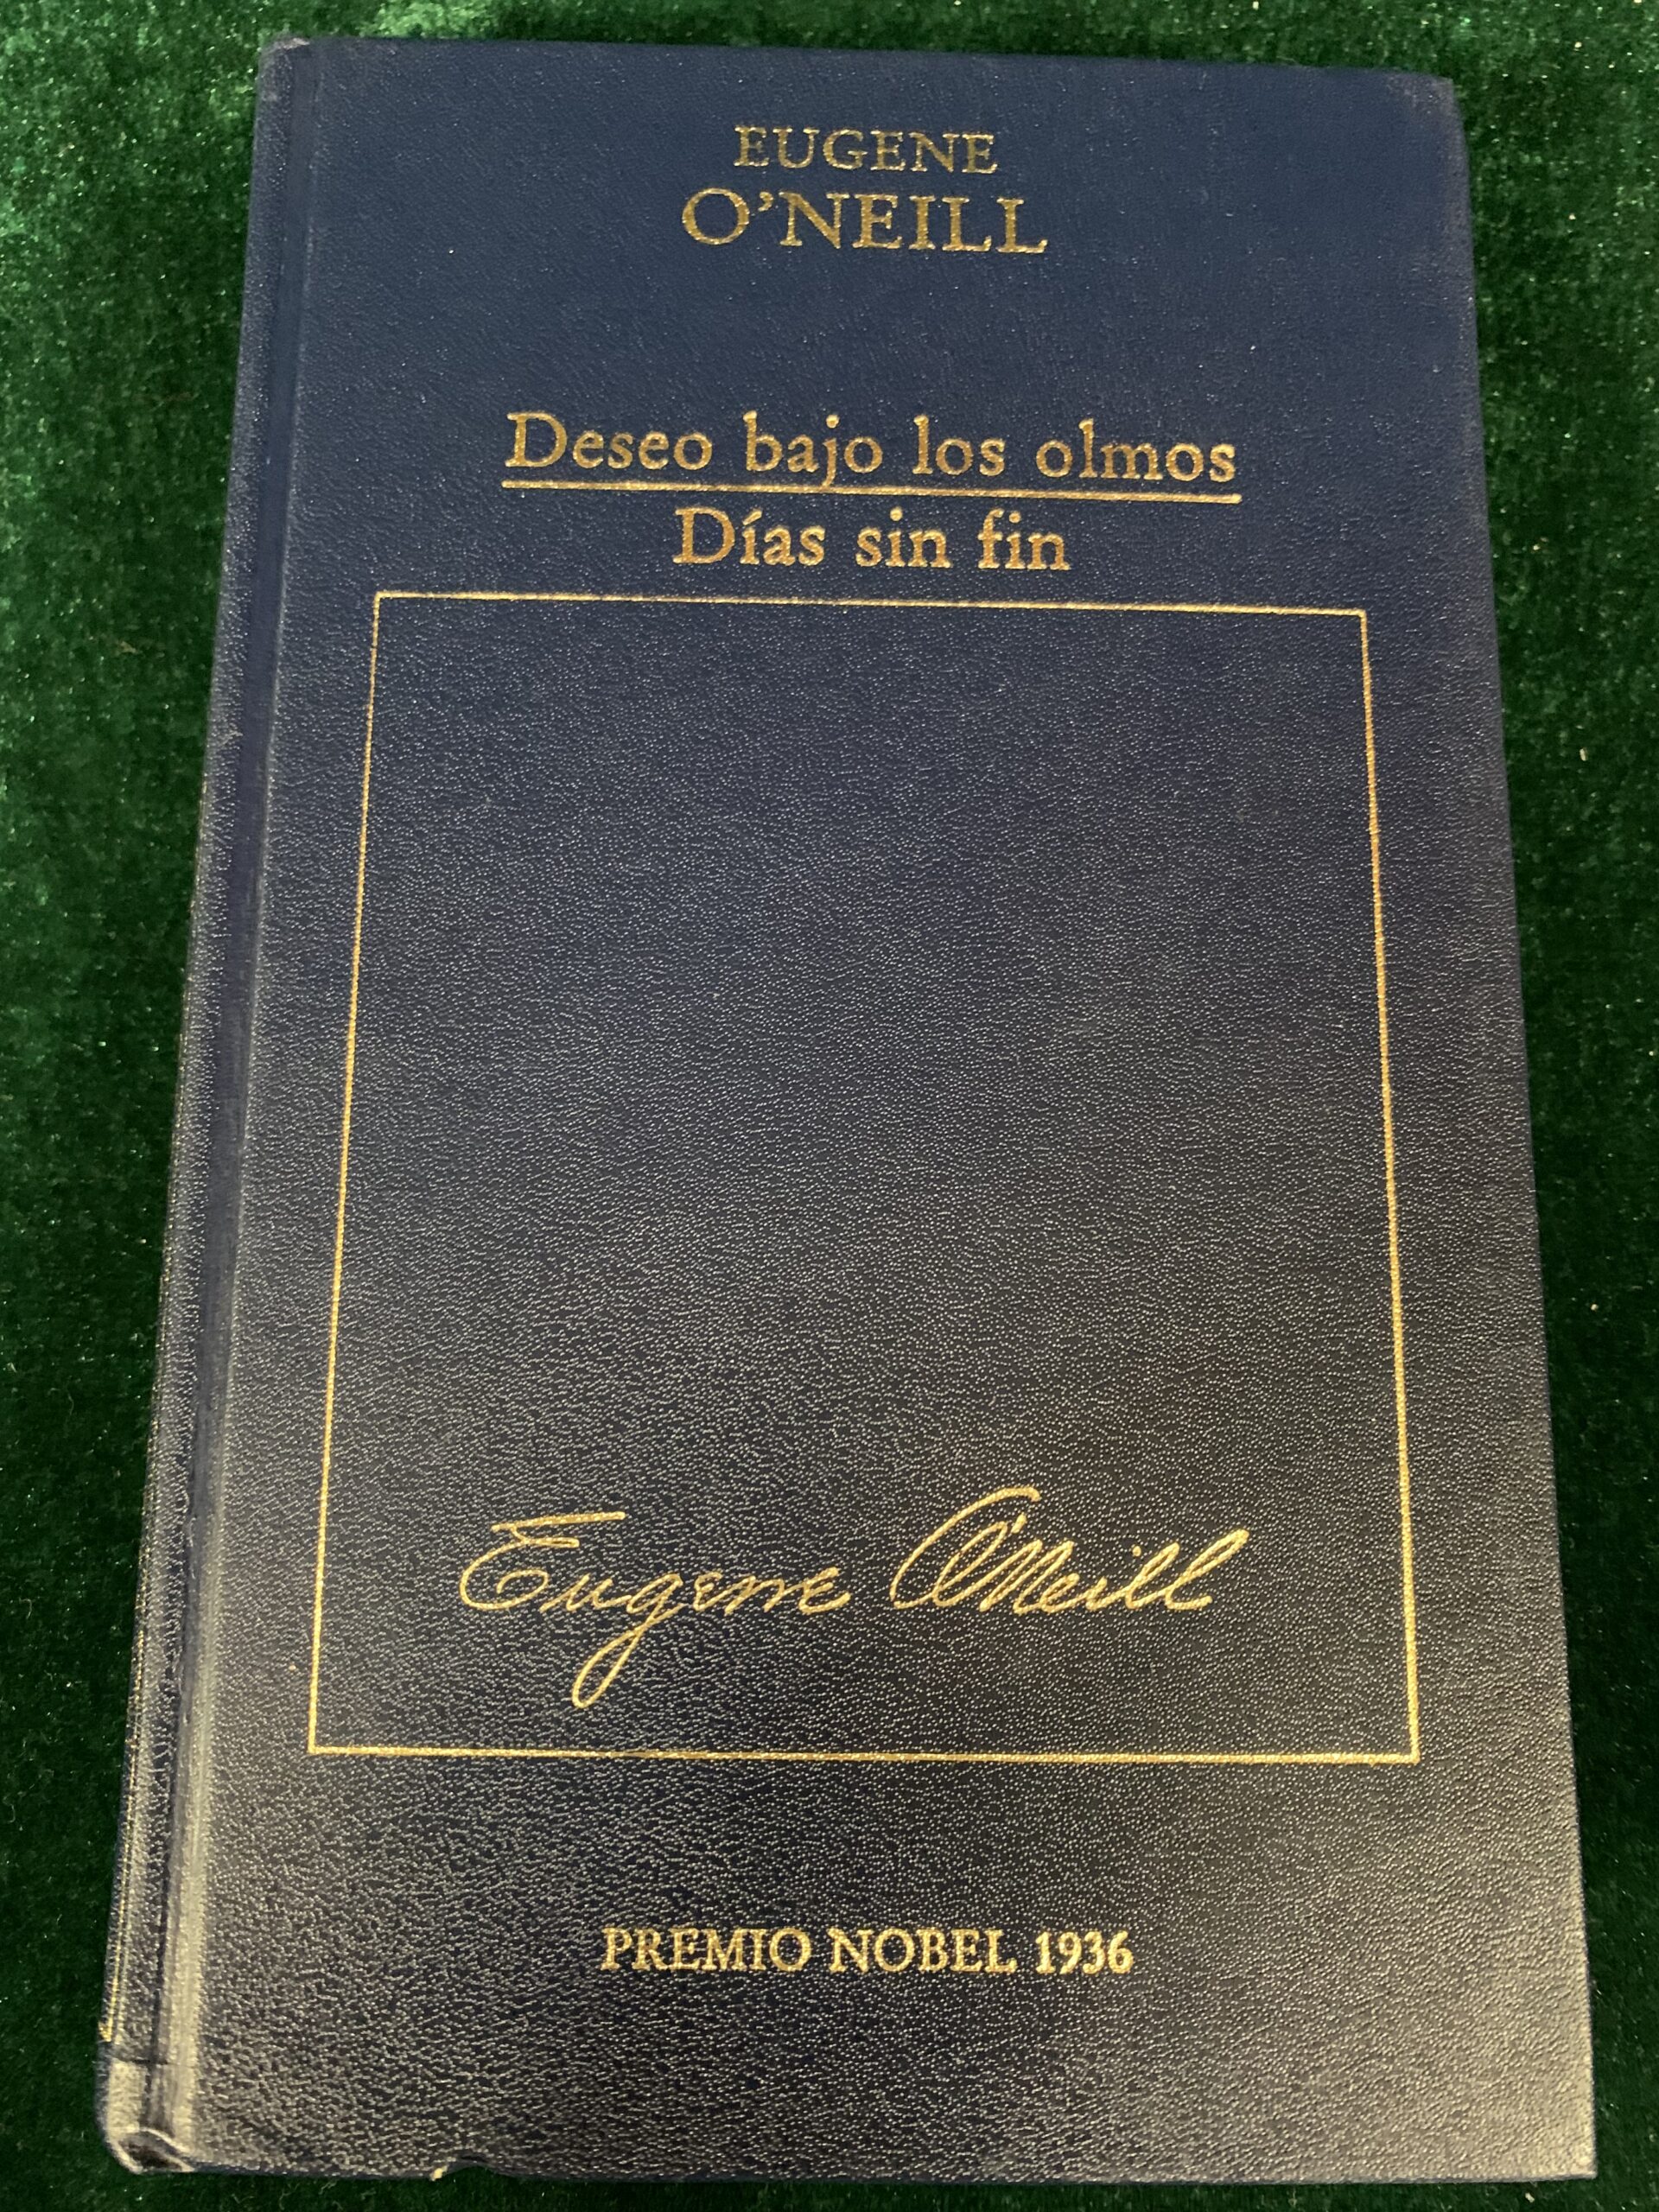 EUGENE
O'NEILL
Deseo bajo los olmos
Días sin fin
Eugene O'Neill
PREMIO NOBEL 1936